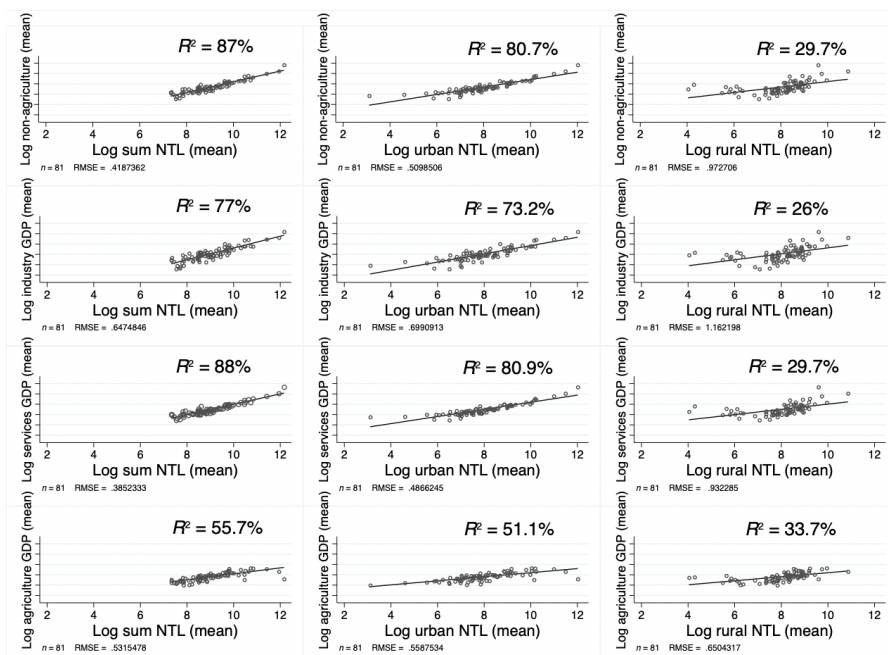 Log non-agriculture (mean)
R² = 87%
2 4 6 8 10 12
Log sum NTL (mean)
n = 81 RMSE = .4187362
Log non-agriculture (mean)
R² = 80.7%
2 4 6 8 10 12
Log urban NTL (mean)
n = 81 RMSE = .5098506
Log non-agriculture (mean)
R² = 29.7%
2 4 6 8 10 12
Log rural NTL (mean)
n = 81 RMSE = .972706
Log industry GDP (mean)
R² = 77%
2 4 6 8 10 12
Log sum NTL (mean)
n = 81 RMSE = .6474846
Log industry GDP (mean)
R² = 73.2%
2 4 6 8 10 12
Log urban NTL (mean)
n = 81 RMSE = .6990913
Log industry GDP (mean)
R² = 26%
2 4 6 8 10 12
Log rural NTL (mean)
n = 81 RMSE = 1.162198
Log services GDP (mean)
R² = 88%
2 4 6 8 10 12
Log sum NTL (mean)
n = 81 RMSE = .3852333
Log services GDP (mean)
R² = 80.9%
2 4 6 8 10 12
Log urban NTL (mean)
n = 81 RMSE = .4866245
Log services GDP (mean)
R² = 29.7%
2 4 6 8 10 12
Log rural NTL (mean)
n = 81 RMSE = .932285
Log agriculture GDP (mean)
R² = 55.7%
2 4 6 8 10 12
Log sum NTL (mean)
n = 81 RMSE = .5315478
Log agriculture GDP (mean)
R² = 51.1%
2 4 6 8 10 12
Log urban NTL (mean)
n = 81 RMSE = .5587534
Log agriculture GDP (mean)
R² = 33.7%
2 4 6 8 10 12
Log rural NTL (mean)
n = 81 RMSE = .6504317